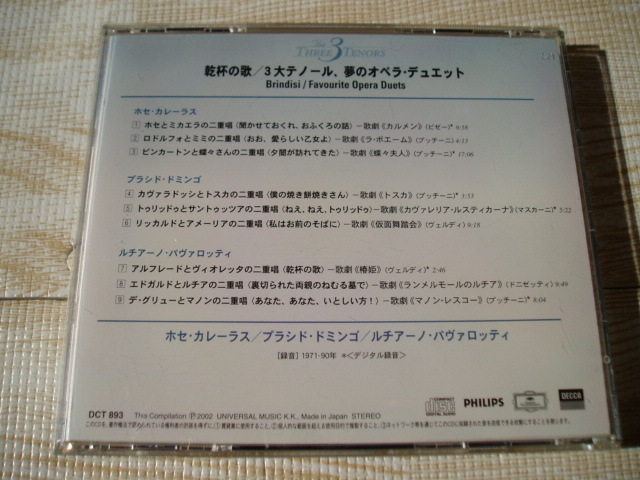 The
THREE 3 TENORS
乾杯の歌/3大テノール、夢のオペラ・デュエット
Brindisi / Favourite Opera Duets
ホセ・カレーラス
1 ホセとミカエラの二重唱(聞かせておくれ、おふくろの話)―歌劇《カルメン》(ビゼー) 9:38
2 ロドルフォとミミの二重唱(おお、愛らしい乙女よ)―歌劇《ラ・ボエーム》(プッチーニ) 4:13
3 ピンカートンと蝶々さんの二重唱(夕闇が訪れてきた)―歌劇《蝶々夫人》(プッチーニ) 17:06
プラシド・ドミンゴ
4 カヴァラドッシとトスカの二重唱(僕の焼き餅焼きさん)―歌劇《トスカ》(プッチーニ) 5:53
5 トゥリッドゥとサントゥッツアの二重唱(ねえ、ねえ、トゥリッドゥ)―歌劇《カヴァレリア・ルスティカーナ》(マスカーニ) 5:22
6 リッカルドとアメーリアの二重唱(私はお前のそばに)―歌劇《仮面舞踏会》(ヴェルディ) 9:18
ルチアーノ・パヴァロッティ
7 アルフレードとヴィオレッタの二重唱(乾杯の歌)―歌劇《椿姫》(ヴェルディ) 2:46
8 エドガルドとルチアの二重唱(裏切られた両親のねむる墓で)―歌劇《ランメルモールのルチア》(ドニゼッティ) 9:49
9 デ・グリューとマノンの二重唱(あなた、あなた、いとしい方!)―歌劇《マノン・レスコー》(プッチーニ) 8:04
ホセ・カレーラス/プラシド・ドミンゴ/ルチアーノ・パヴァロッティ
[録音] 1971-90年 *<デジタル録音>
DCT 893 This Compilation ℗ 2002 UNIVERSAL MUSIC K.K., Made in Japan STEREO
COMPACT disc DIGITAL AUDIO PHILIPS DECCA